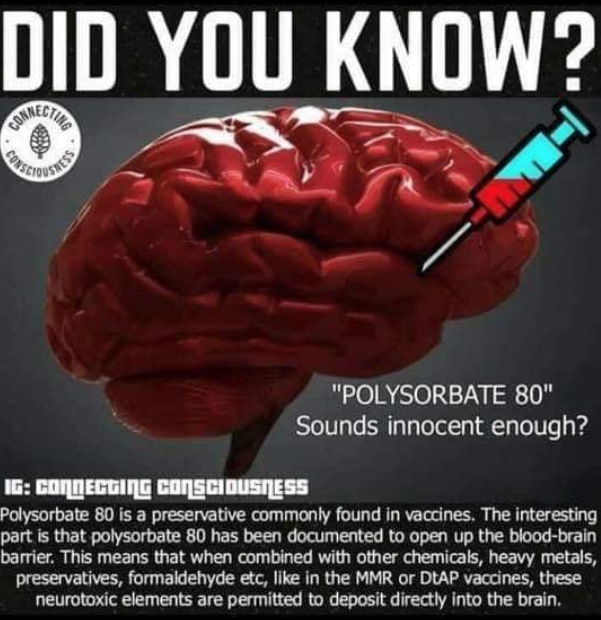 DID YOU KNOW?
CONNECTING
CONSCIOUSNESS
"POLYSORBATE 80"
Sounds innocent enough?
IG: CONNECTING CONSCIOUSNESS
Polysorbate 80 is a preservative commonly found in vaccines. The interesting
part is that polysorbate 80 has been documented to open up the blood-brain
barrier. This means that when combined with other chemicals, heavy metals,
preservatives, formaldehyde etc, like in the MMR or DtAP vaccines, these
neurotoxic elements are permitted to deposit directly into the brain.